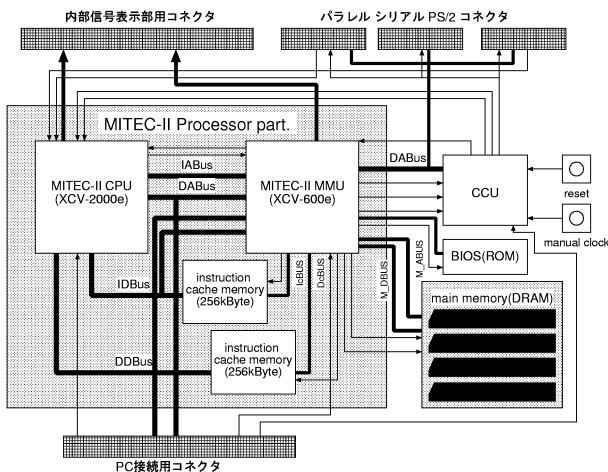 内部信号表示部用コネクタ
パラレル シリアル PS/2 コネクタ
MITEC-II Processor part.
MITEC-II CPU
(XCV-2000e)
IABus
DABus
MITEC-II MMU
(XCV-600e)
DABus
CCU
reset
manual clock
BIOS(ROM)
IDBus
instruction
cache memory
(256kByte)
IcBUS
DcBUS
M_DBUS
M_ABUS
main memory(DRAM)
DDBus
instruction
cache memory
(256kByte)
PC接続用コネクタ